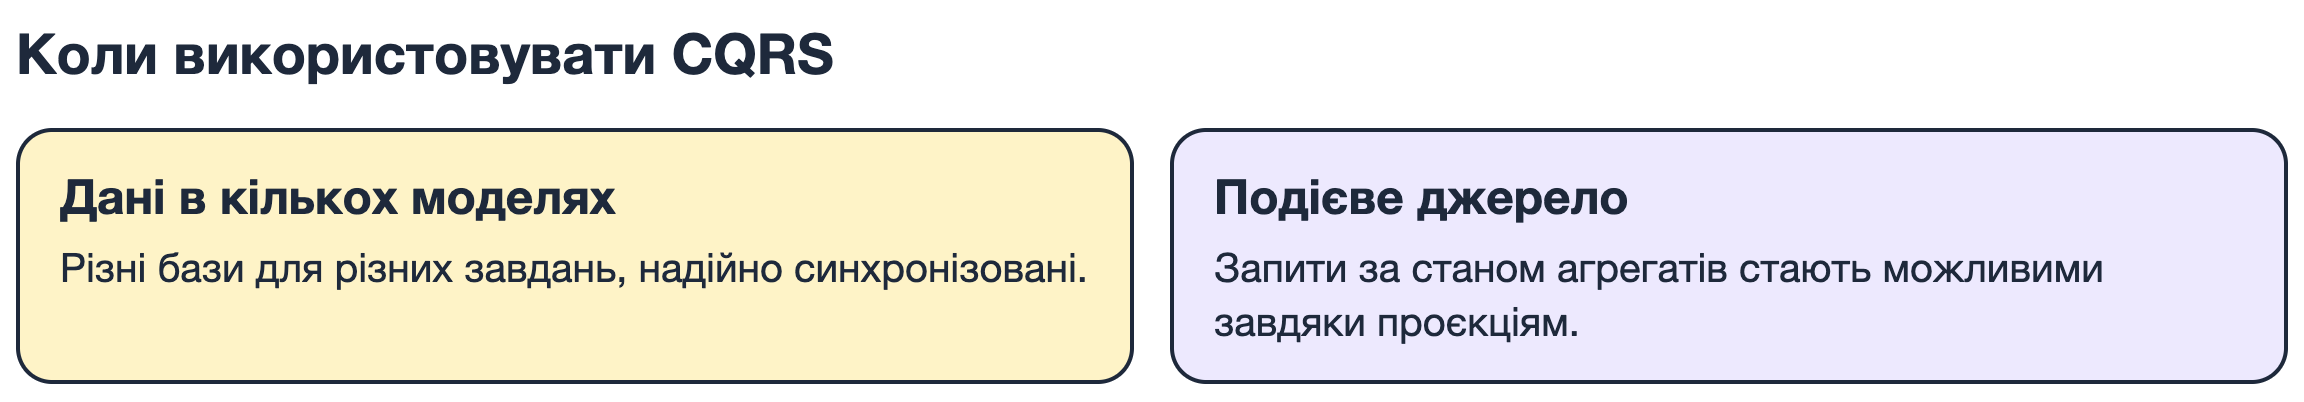 Коли використовувати CQRS
Дані в кількох моделях
Різні бази для різних завдань, надійно синхронізовані.
Подієве джерело
Запити за станом агрегатів стають можливими
завдяки проєкціям.